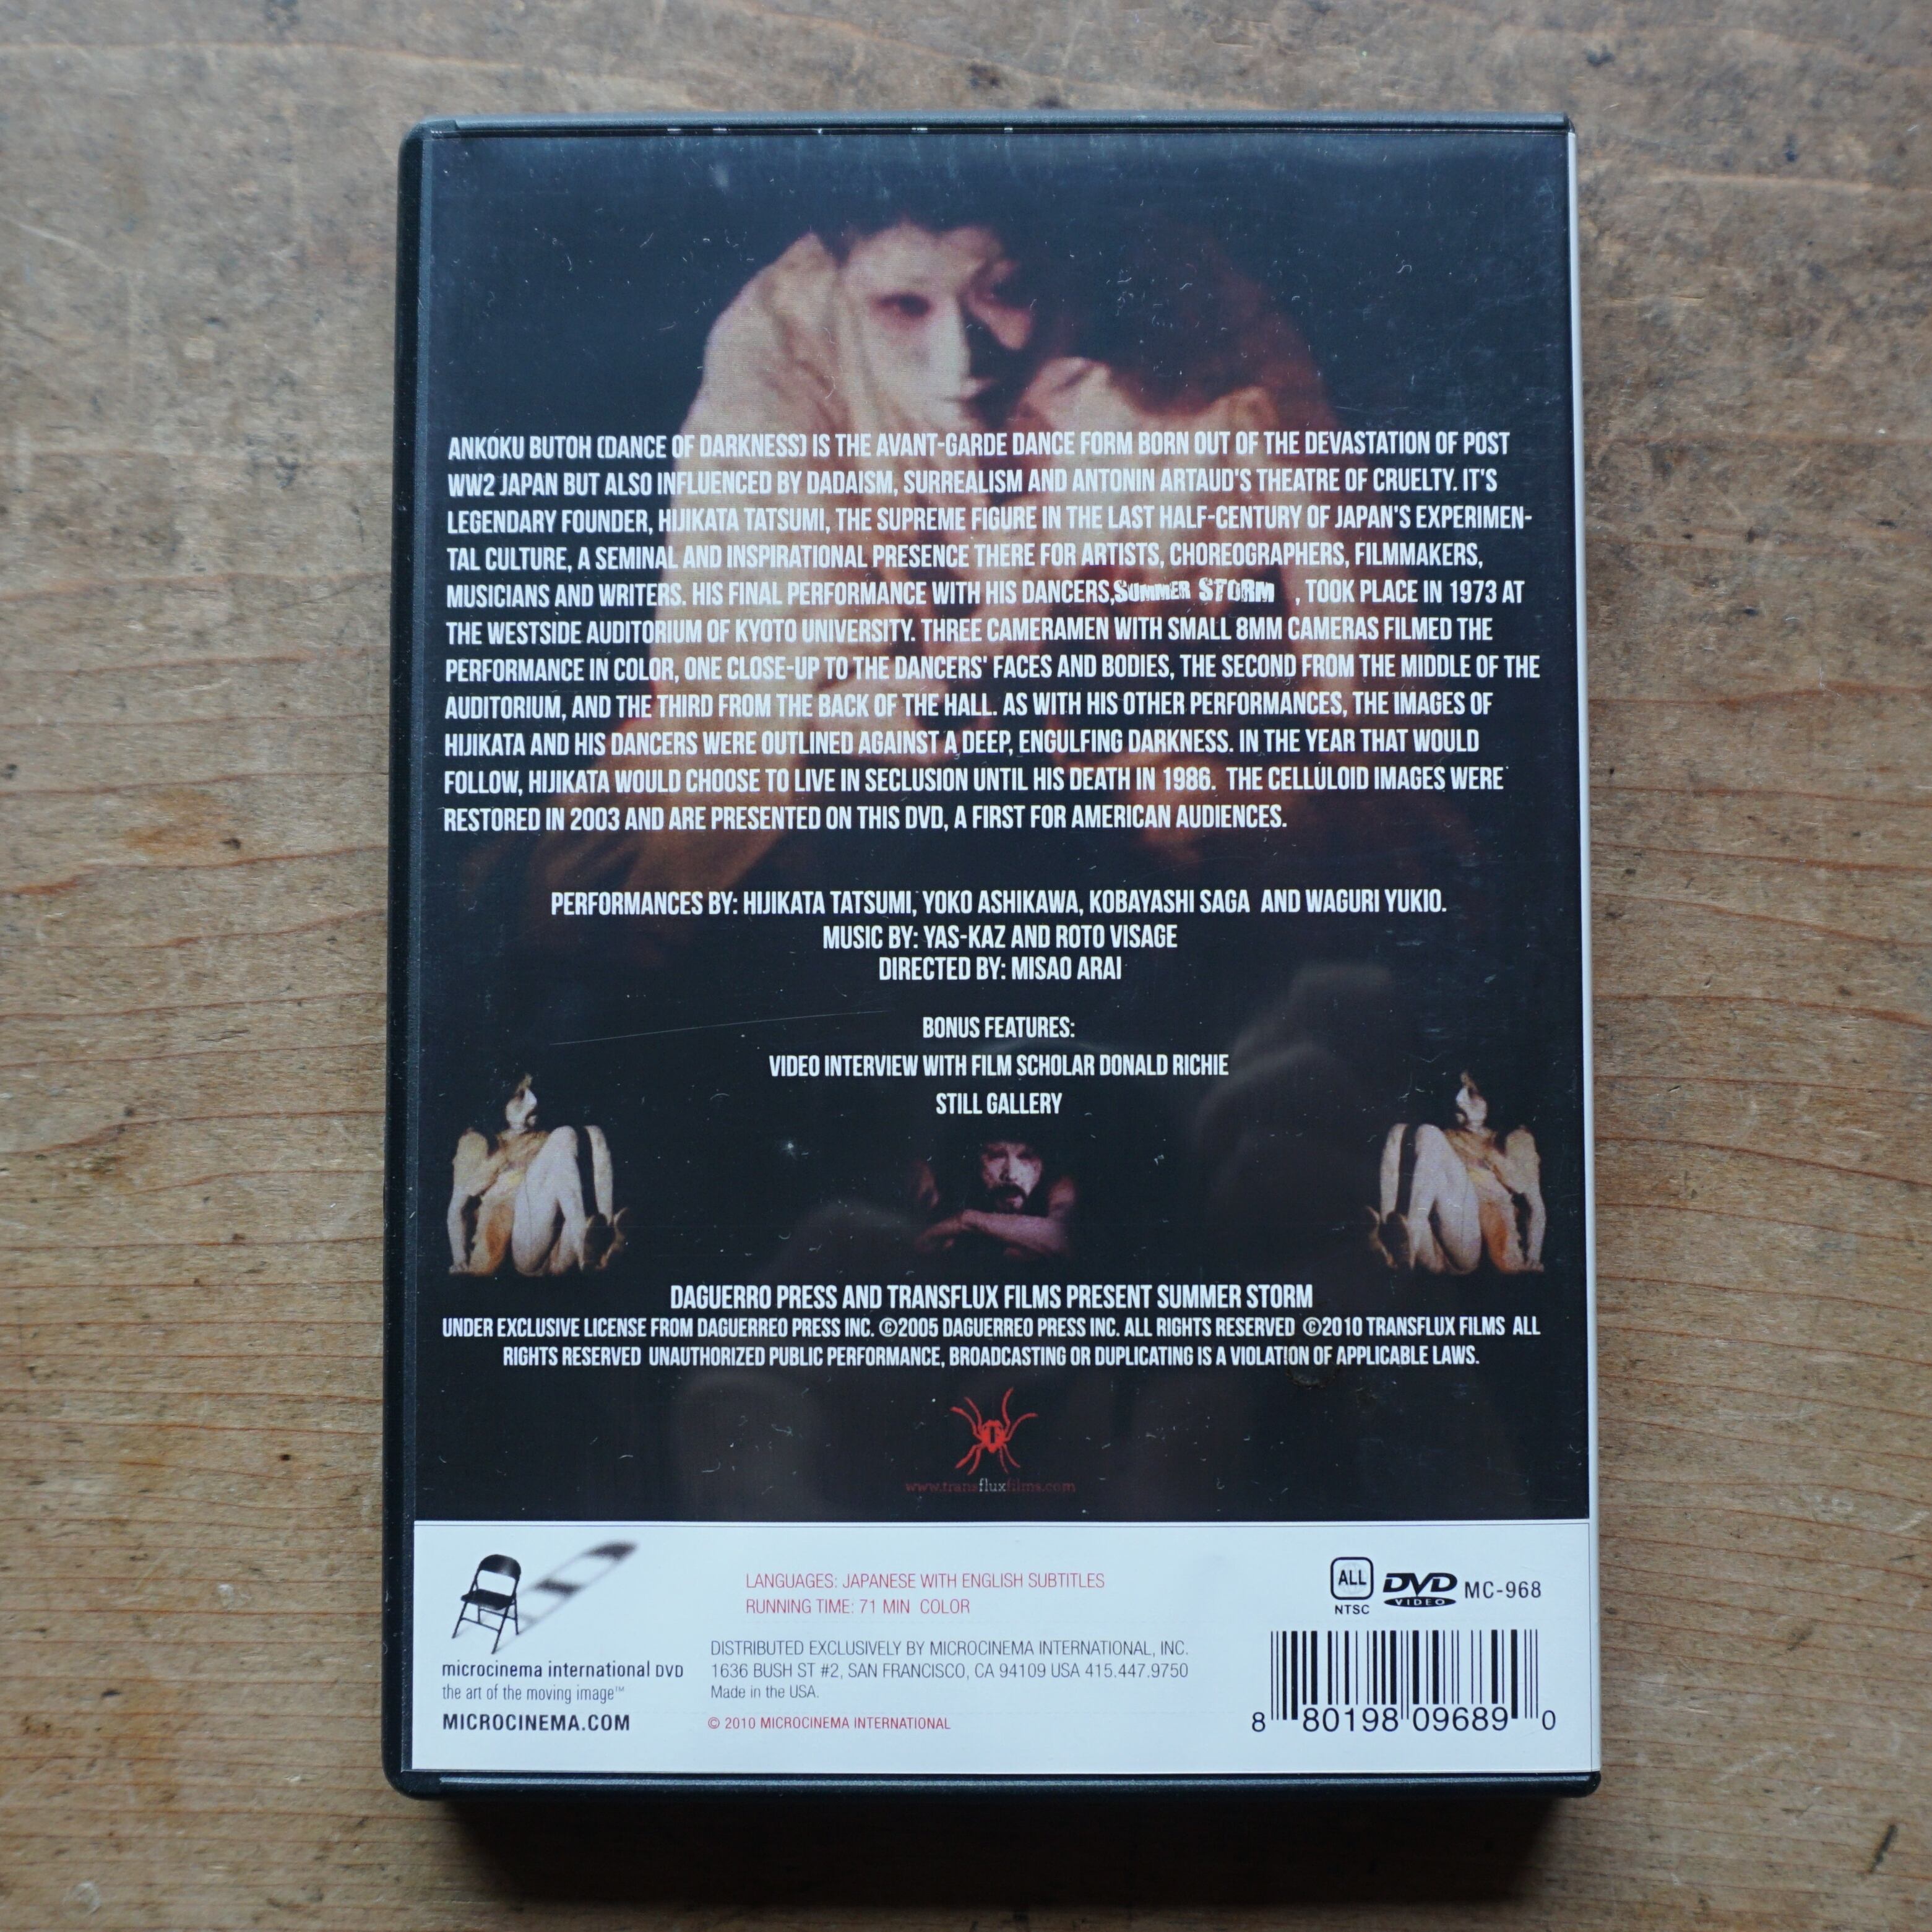 ANKOKU BUTOH (DANCE OF DARKNESS) IS THE AVANT-GARDE DANCE FORM BORN OUT OF THE DEVASTATION OF POST
WW2 JAPAN BUT ALSO INFLUENCED BY DADAISM, SURREALISM AND ANTONIN ARTAUD'S THEATRE OF CRUELTY. IT'S
LEGENDARY FOUNDER, HIJIKATA TATSUMI, THE SUPREME FIGURE IN THE LAST HALF-CENTURY OF JAPAN'S EXPERIMEN-
TAL CULTURE, A SEMINAL AND INSPIRATIONAL PRESENCE THERE FOR ARTISTS, CHOREOGRAPHERS, FILMMAKERS,
MUSICIANS AND WRITERS. HIS FINAL PERFORMANCE WITH HIS DANCERS, SUMMER STORM , TOOK PLACE IN 1973 AT
THE WESTSIDE AUDITORIUM OF KYOTO UNIVERSITY. THREE CAMERAMEN WITH SMALL 8MM CAMERAS FILMED THE
PERFORMANCE IN COLOR, ONE CLOSE-UP TO THE DANCERS' FACES AND BODIES, THE SECOND FROM THE MIDDLE OF THE
AUDITORIUM, AND THE THIRD FROM THE BACK OF THE HALL. AS WITH HIS OTHER PERFORMANCES, THE IMAGES OF
HIJIKATA AND HIS DANCERS WERE OUTLINED AGAINST A DEEP, ENGULFING DARKNESS. IN THE YEAR THAT WOULD
FOLLOW, HIJIKATA WOULD CHOOSE TO LIVE IN SECLUSION UNTIL HIS DEATH IN 1986. THE CELLULOID IMAGES WERE
RESTORED IN 2003 AND ARE PRESENTED ON THIS DVD, A FIRST FOR AMERICAN AUDIENCES.
PERFORMANCES BY: HIJIKATA TATSUMI, YOKO ASHIKAWA, KOBAYASHI SAGA AND WAGURI YUKIO.
MUSIC BY: YAS-KAZ AND ROTO VISAGE
DIRECTED BY: MISAO ARAI
BONUS FEATURES:
VIDEO INTERVIEW WITH FILM SCHOLAR DONALD RICHIE
STILL GALLERY
DAGUERRO PRESS AND TRANSFLUX FILMS PRESENT SUMMER STORM
UNDER EXCLUSIVE LICENSE FROM DAGUERREO PRESS INC. ©2005 DAGUERREO PRESS INC. ALL RIGHTS RESERVED ©2010 TRANSFLUX FILMS ALL
RIGHTS RESERVED UNAUTHORIZED PUBLIC PERFORMANCE, BROADCASTING OR DUPLICATING IS A VIOLATION OF APPLICABLE LAWS.
www.transfluxfilms.com
microcinema international DVD
the art of the moving image™
MICROCINEMA.COM
LANGUAGES: JAPANESE WITH ENGLISH SUBTITLES
RUNNING TIME: 71 MIN COLOR
DISTRIBUTED EXCLUSIVELY BY MICROCINEMA INTERNATIONAL, INC.
1636 BUSH ST #2, SAN FRANCISCO, CA 94109 USA 415.447.9750
Made in the USA.
© 2010 MICROCINEMA INTERNATIONAL
ALL
NTSC
DVD
VIDEO
MC-968
8 80198 09689 0